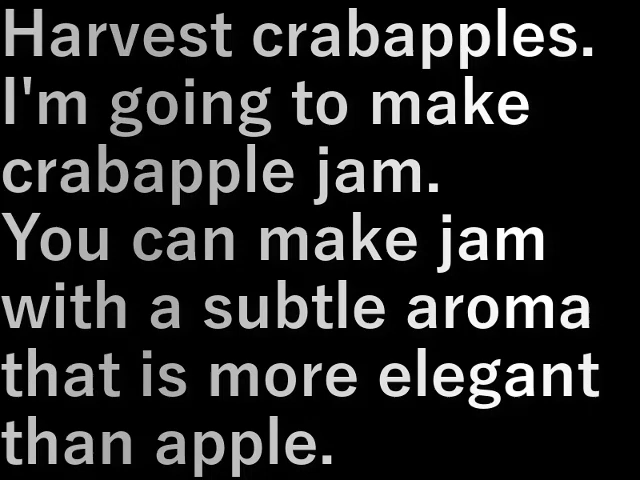 Harvest crabapples.
I'm going to make
crabapple jam.
You can make jam
with a subtle aroma
that is more elegant
than apple.